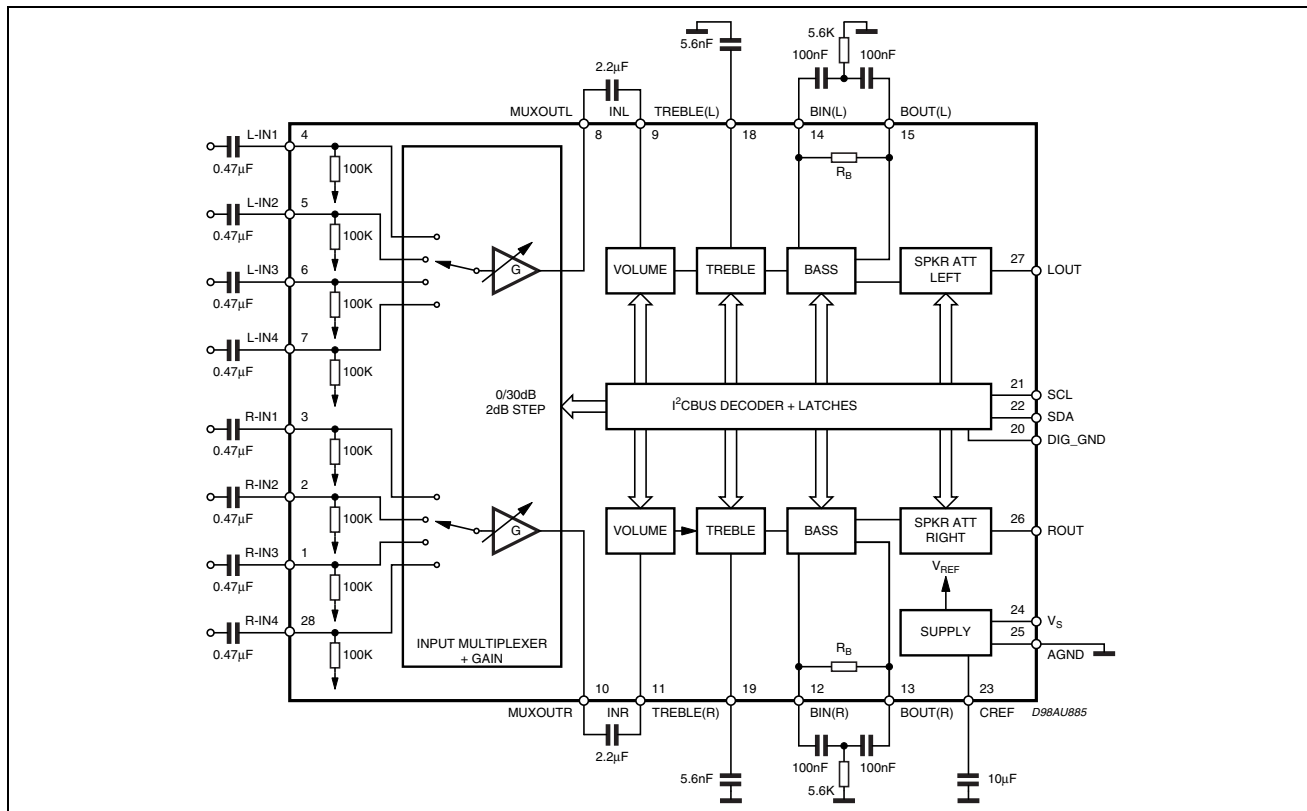 5.6nF
5.6K
100nF 100nF
2.2µF
MUXOUTL INL TREBLE(L) BIN(L) BOUT(L)
8 9 18 14 15
L-IN1 4
0.47µF 100K
L-IN2 5
0.47µF 100K
L-IN3 6
0.47µF 100K
L-IN4 7
0.47µF 100K
R-IN1 3
0.47µF 100K
R-IN2 2
0.47µF 100K
R-IN3 1
0.47µF 100K
R-IN4 28
0.47µF 100K
G
0/30dB
2dB STEP
G
INPUT MULTIPLEXER
+ GAIN
RB
VOLUME TREBLE BASS
SPKR ATT
LEFT
27 LOUT
I2CBUS DECODER + LATCHES
21 SCL
22 SDA
20 DIG_GND
VOLUME TREBLE BASS
SPKR ATT
RIGHT
26 ROUT
VREF
SUPPLY
24 VS
25 AGND
RB
10 11 19 12 13 23
MUXOUTR INR TREBLE(R) BIN(R) BOUT(R) CREF D98AU885
2.2µF
5.6nF
100nF 100nF
5.6K
10µF